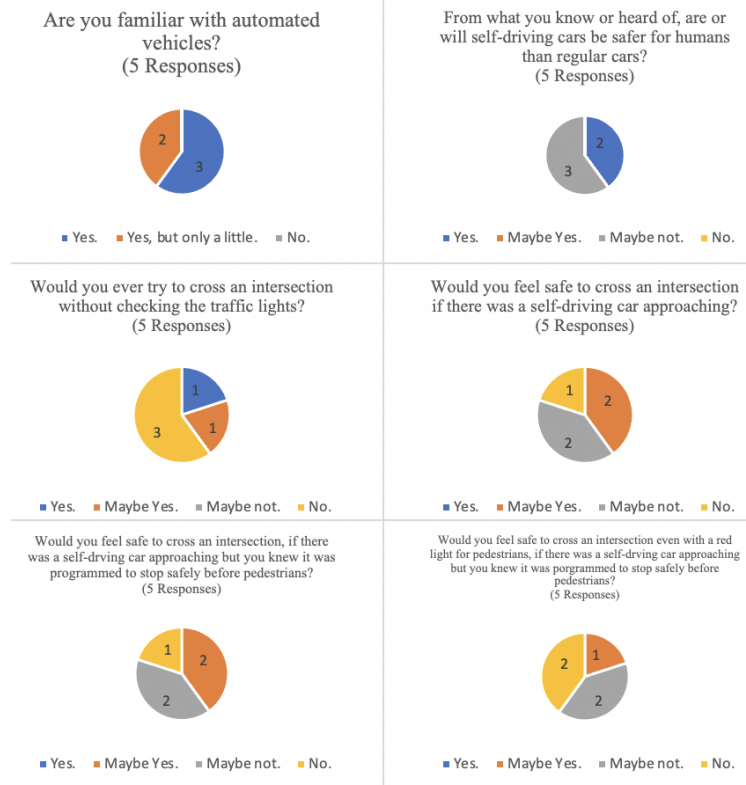 Are you familiar with automated
vehicles?
(5 Responses)
2
3
Yes. Yes, but only a little. No.
From what you know or heard of, are or
will self-driving cars be safer for humans
than regular cars?
(5 Responses)
2
3
Yes. Maybe Yes. Maybe not. No.
Would you ever try to cross an intersection
without checking the traffic lights?
(5 Responses)
1
3
1
Yes. Maybe Yes. Maybe not. No.
Would you feel safe to cross an intersection
if there was a self-driving car approaching?
(5 Responses)
1
2
2
Yes. Maybe Yes. Maybe not. No.
Would you feel safe to cross an intersection, if there
was a self-drving car approaching but you knew it was
programmed to stop safely before pedestrians?
(5 Responses)
1
2
2
Yes. Maybe Yes. Maybe not. No.
Would you feel safe to cross an intersection even with a red
light for pedestrians, if there was a self-drving car approaching
but you knew it was porgrammed to stop safely before
pedestrians?
(5 Responses)
1
2
2
Yes. Maybe Yes. Maybe not. No.